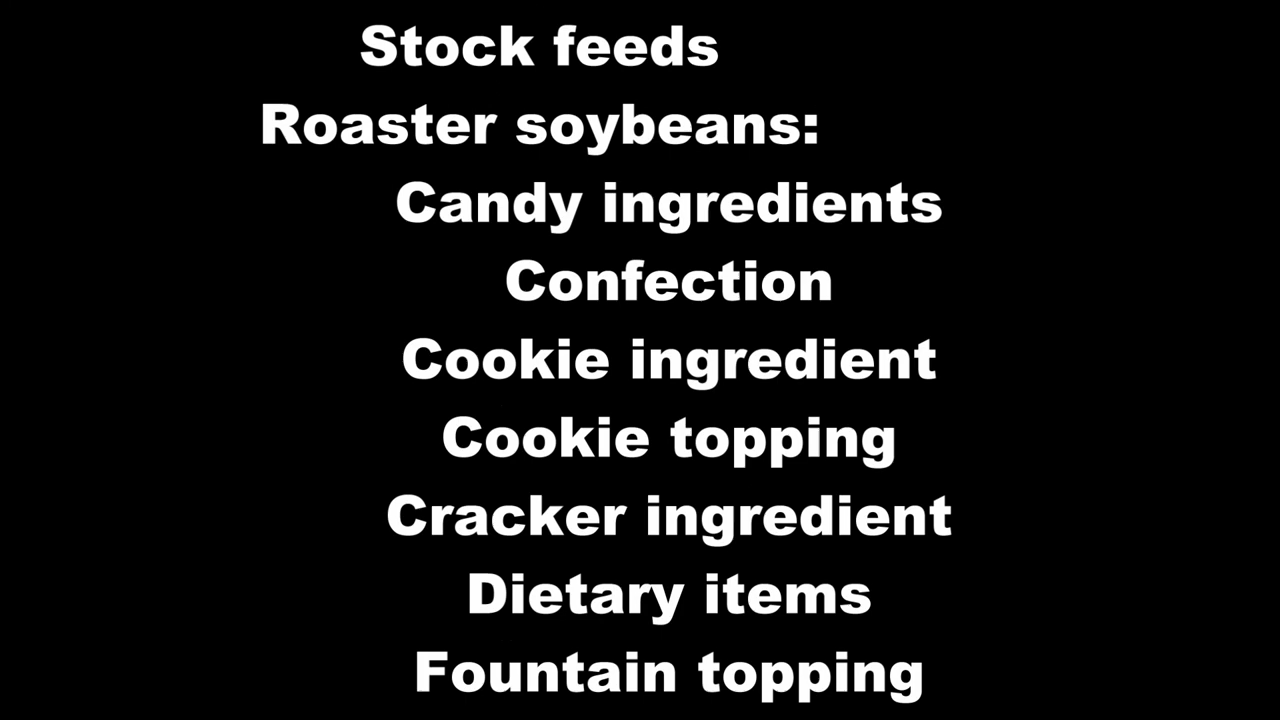 Stock feeds
Roaster soybeans:
Candy ingredients
Confection
Cookie ingredient
Cookie topping
Cracker ingredient
Dietary items
Fountain topping